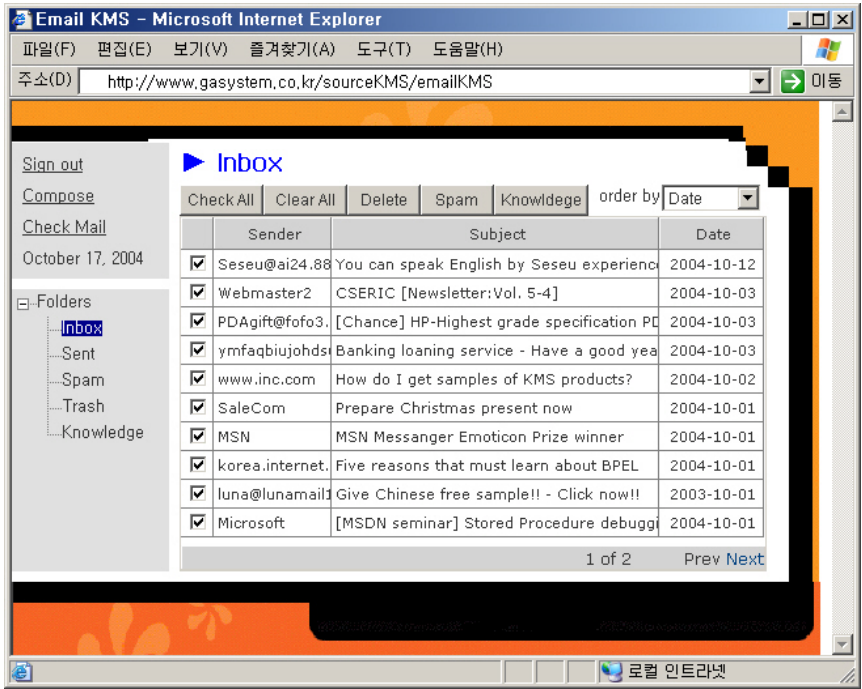 Email KMS - Microsoft Internet Explorer
파일(F) 편집(E) 보기(V) 즐겨찾기(A) 도구(T) 도움말(H)
주소(D) http://www.gasystem.co.kr/sourceKMS/emailKMS 이동
Sign out
Compose
Check Mail
October 17, 2004
Folders
Inbox
Sent
Spam
Trash
Knowledge
Inbox
Check All Clear All Delete Spam Knowldege order by Date
Sender Subject Date
Seseu@ai24.88 You can speak English by Seseu experienc 2004-10-12
Webmaster2 CSERIC [Newsletter:Vol. 5-4] 2004-10-03
PDAgift@fofo3. [Chance] HP-Highest grade specification PD 2004-10-03
ymfaqbiujohds Banking loaning service - Have a good yea 2004-10-03
www.inc.com How do I get samples of KMS products? 2004-10-02
SaleCom Prepare Christmas present now 2004-10-01
MSN MSN Messanger Emoticon Prize winner 2004-10-01
korea.internet. Five reasons that must learn about BPEL 2004-10-01
luna@lunamail1 Give Chinese free sample!! - Click now!! 2003-10-01
Microsoft [MSDN seminar] Stored Procedure debuggi 2004-10-01
1 of 2 Prev Next
로컬 인트라넷